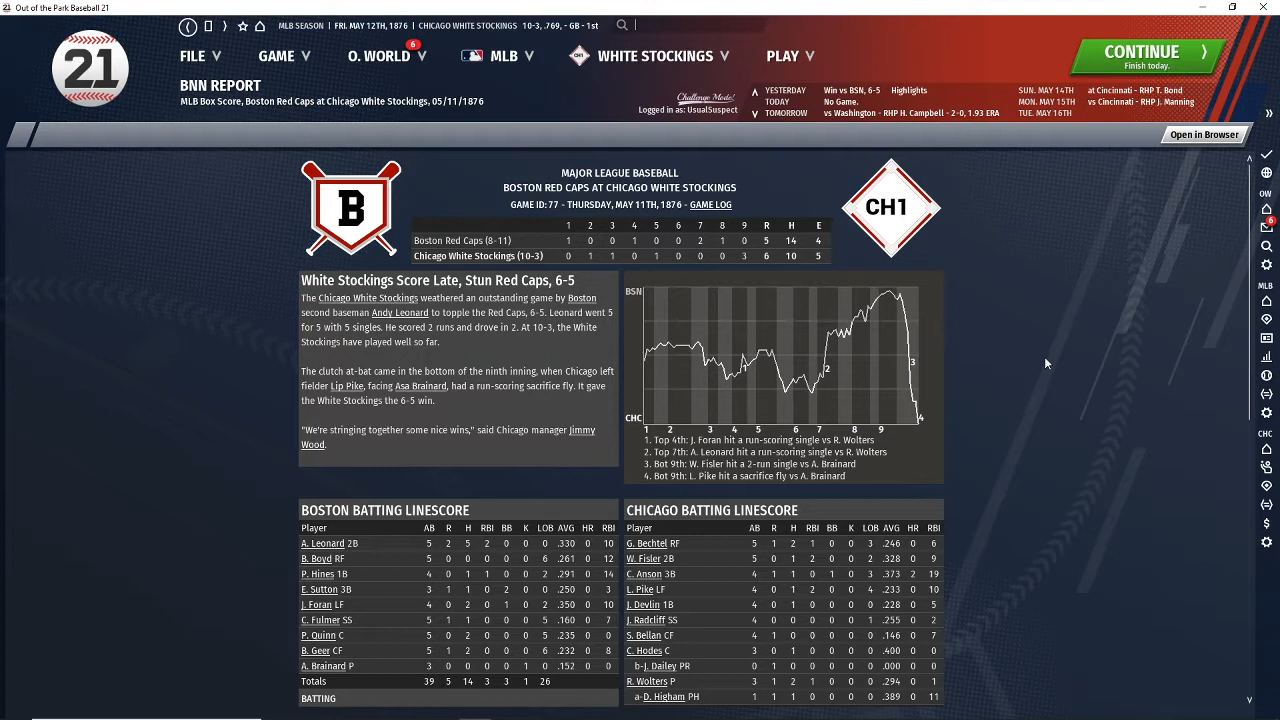 21 Out of the Park Baseball 21
MLB SEASON | FRI. MAY 12TH, 1876 | CHICAGO WHITE STOCKINGS 10-3, .769, - GB - 1st
21
FILE GAME O. WORLD 6 MLB CH1 WHITE STOCKINGS PLAY
CONTINUE
Finish today.
BNN REPORT
MLB Box Score, Boston Red Caps at Chicago White Stockings, 05/11/1876
Challenge Mode!
Logged in as: UsualSuspect
YESTERDAY Win vs BSN, 6-5 Highlights SUN. MAY 14TH at Cincinnati - RHP T. Bond
TODAY No Game. MON. MAY 15TH vs Cincinnati - RHP J. Manning
TOMORROW vs Washington - RHP H. Campbell - 2-0, 1.93 ERA TUE. MAY 16TH
Open in Browser
B
MAJOR LEAGUE BASEBALL
BOSTON RED CAPS AT CHICAGO WHITE STOCKINGS
GAME ID: 77 - THURSDAY, MAY 11TH, 1876 - GAME LOG
CH1
1 2 3 4 5 6 7 8 9 R H E
Boston Red Caps (8-11) 1 0 0 1 0 0 2 1 0 5 14 4
Chicago White Stockings (10-3) 0 1 1 0 1 0 0 0 3 6 10 5
White Stockings Score Late, Stun Red Caps, 6-5
The Chicago White Stockings weathered an outstanding game by Boston
second baseman Andy Leonard to topple the Red Caps, 6-5. Leonard went 5
for 5 with 5 singles. He scored 2 runs and drove in 2. At 10-3, the White
Stockings have played well so far.
The clutch at-bat came in the bottom of the ninth inning, when Chicago left
fielder Lip Pike, facing Asa Brainard, had a run-scoring sacrifice fly. It gave
the White Stockings the 6-5 win.
"We're stringing together some nice wins," said Chicago manager Jimmy
Wood.
BSN
1 2 3 4
CHC
1 2 3 4 5 6 7 8 9
1. Top 4th: J. Foran hit a run-scoring single vs R. Wolters
2. Top 7th: A. Leonard hit a run-scoring single vs R. Wolters
3. Bot 9th: W. Fisler hit a 2-run single vs A. Brainard
4. Bot 9th: L. Pike hit a sacrifice fly vs A. Brainard
BOSTON BATTING LINESCORE
Player AB R H RBI BB K LOB AVG HR RBI
A. Leonard 2B 5 2 5 2 0 0 0 .330 0 10
B. Boyd RF 5 0 0 0 0 0 6 .261 0 12
P. Hines 1B 4 0 1 1 0 0 2 .291 0 14
E. Sutton 3B 3 1 1 0 2 0 0 .250 0 3
J. Foran LF 4 0 2 0 1 0 2 .350 0 10
C. Fulmer SS 5 1 1 0 0 0 5 .160 0 7
P. Quinn C 5 0 2 0 0 0 5 .235 0 0
B. Geer CF 5 1 2 0 0 0 6 .232 0 8
A. Brainard P 3 0 0 0 0 1 0 .152 0 0
Totals 39 5 14 3 3 1 26
BATTING
CHICAGO BATTING LINESCORE
Player AB R H RBI BB K LOB AVG HR RBI
G. Bechtel RF 5 1 2 1 0 0 3 .246 0 6
W. Fisler 2B 5 0 1 2 0 0 2 .328 0 9
C. Anson 3B 4 1 1 0 1 0 3 .373 2 19
L. Pike LF 4 0 1 2 0 0 4 .233 0 10
J. Devlin 1B 4 0 1 0 0 0 0 .228 0 5
J. Radcliff SS 4 0 0 0 0 0 1 .255 0 2
S. Bellan CF 4 1 0 0 0 0 0 .146 0 7
C. Hodes C 3 0 1 0 0 0 0 .400 0 0
b-J. Dailey PR 0 1 0 0 0 0 0 .000 0 0
R. Wolters P 3 1 2 1 0 0 0 .294 0 1
a-D. Higham PH 1 1 1 0 0 0 0 .389 0 11
OW
6
MLB
CHC
$